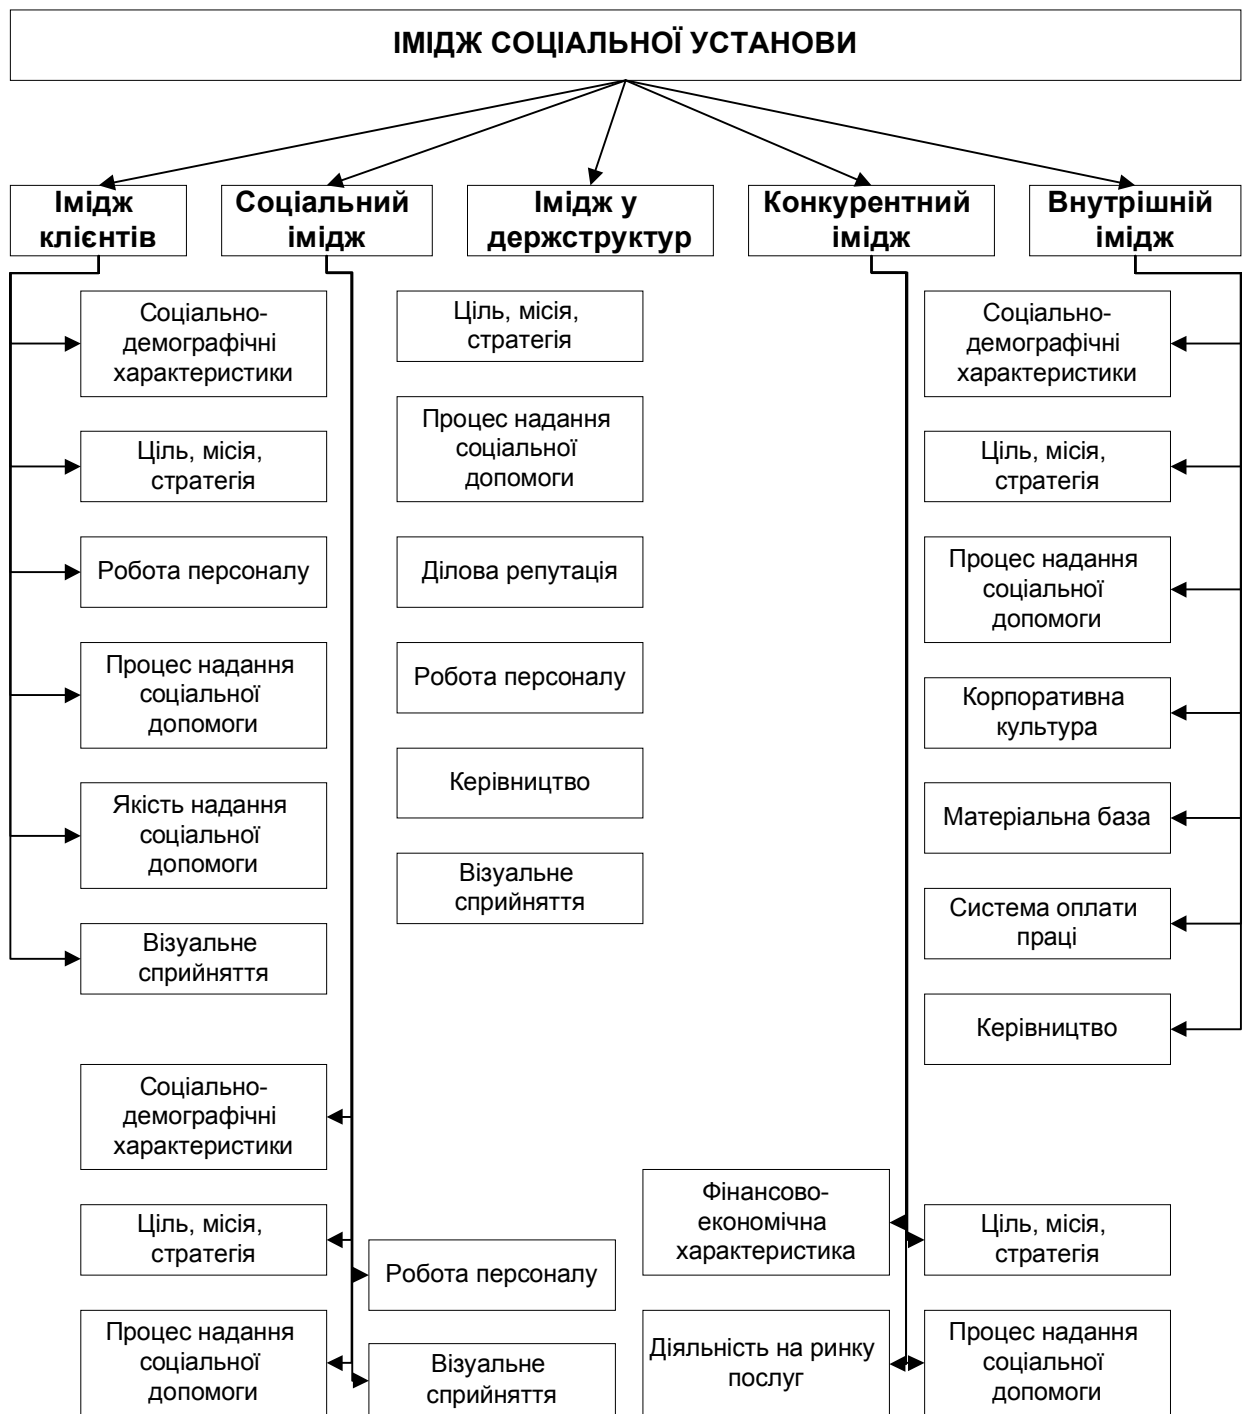 ІМІДЖ СОЦІАЛЬНОЇ УСТАНОВИ
Імідж
клієнтів
Соціальний
імідж
Імідж у
держструктур
Конкурентний
імідж
Внутрішній
імідж
Соціально-
демографічні
характеристики
Ціль, місія,
стратегія
Робота персоналу
Процес надання
соціальної
допомоги
Якість надання
соціальної
допомоги
Візуальне
сприйняття
Соціально-
демографічні
характеристики
Ціль, місія,
стратегія
Процес надання
соціальної
допомоги
Робота персоналу
Візуальне
сприйняття
Ціль, місія,
стратегія
Процес надання
соціальної
допомоги
Ділова репутація
Робота персоналу
Керівництво
Візуальне
сприйняття
Фінансово-
економічна
характеристика
Діяльність на ринку
послуг
Ціль, місія,
стратегія
Процес надання
соціальної
допомоги
Соціально-
демографічні
характеристики
Ціль, місія,
стратегія
Процес надання
соціальної
допомоги
Корпоративна
культура
Матеріальна база
Система оплати
праці
Керівництво